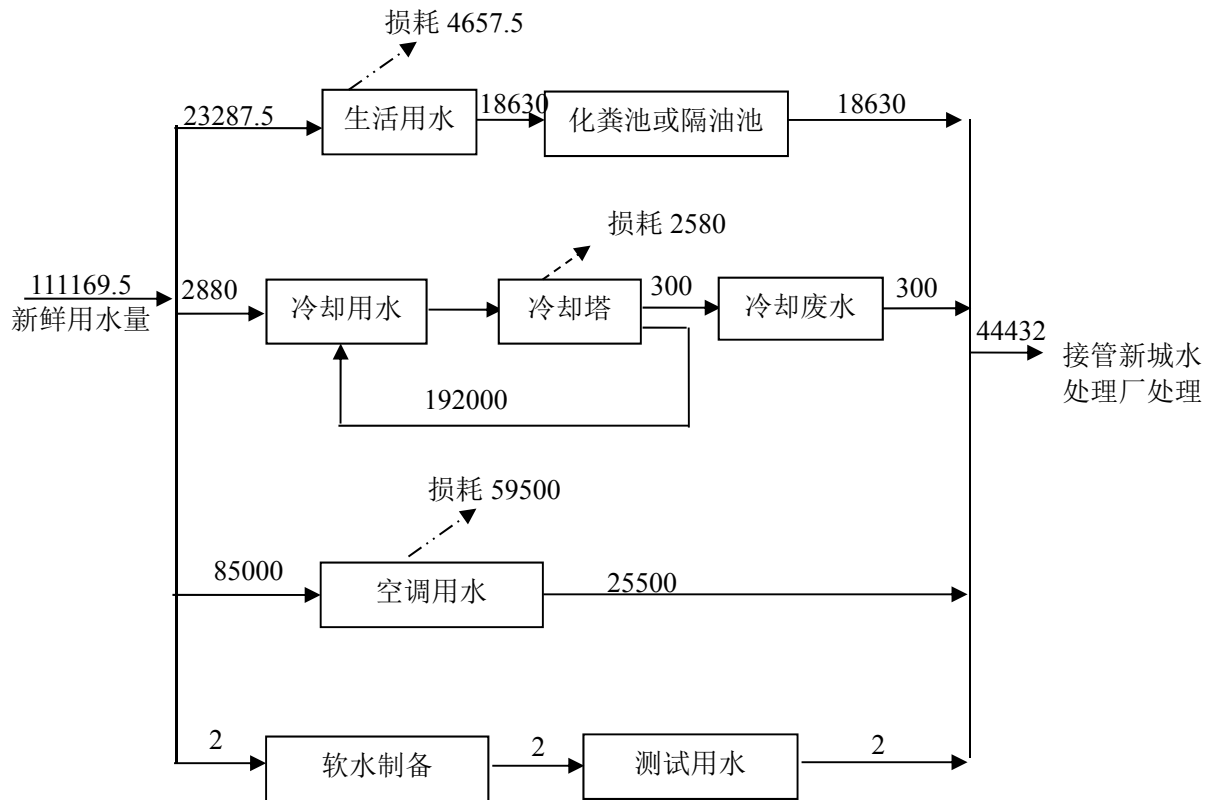 损耗 4657.5
23287.5
生活用水
18630
化粪池或隔油池
18630
损耗 2580
111169.5
新鲜用水量
2880
冷却用水
冷却塔
300
冷却废水
300
192000
44432
接管新城水
处理厂处理
损耗 59500
85000
空调用水
25500
2
软水制备
2
测试用水
2